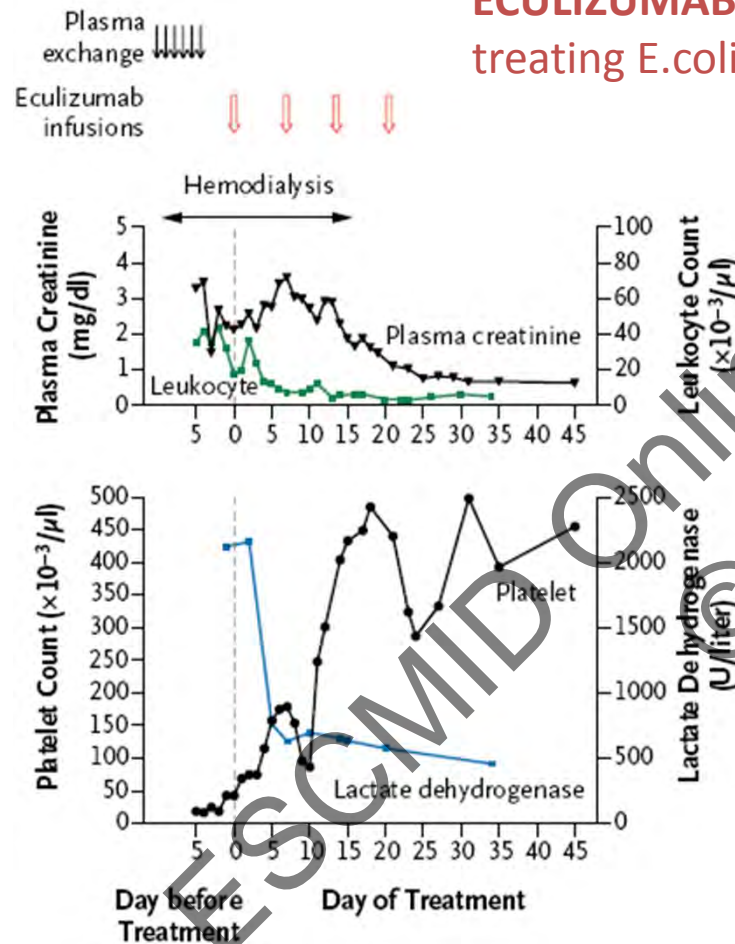 ECULIZUMAB
treating E.coli
Plasma
exchange
Eculizumab
infusions
Hemodialysis
Plasma Creatinine
(mg/dl)
5
4
3
2
1
0
100
80
60
40
20
0
Leukocyte Count
(×10⁻³/μl)
Plasma creatinine
Leukocyte
5 0 5 10 15 20 25 30 35 45
Platelet Count (×10⁻³/μl)
500
450
400
350
300
250
200
150
100
50
0
2500
2000
1500
1000
500
0
Lactate Dehydrogenase
(U/liter)
Platelet
Lactate dehydrogenase
5 0 5 10 15 20 25 30 35 45
Day before
Treatment
Day of Treatment
ESCMID Onlin
©